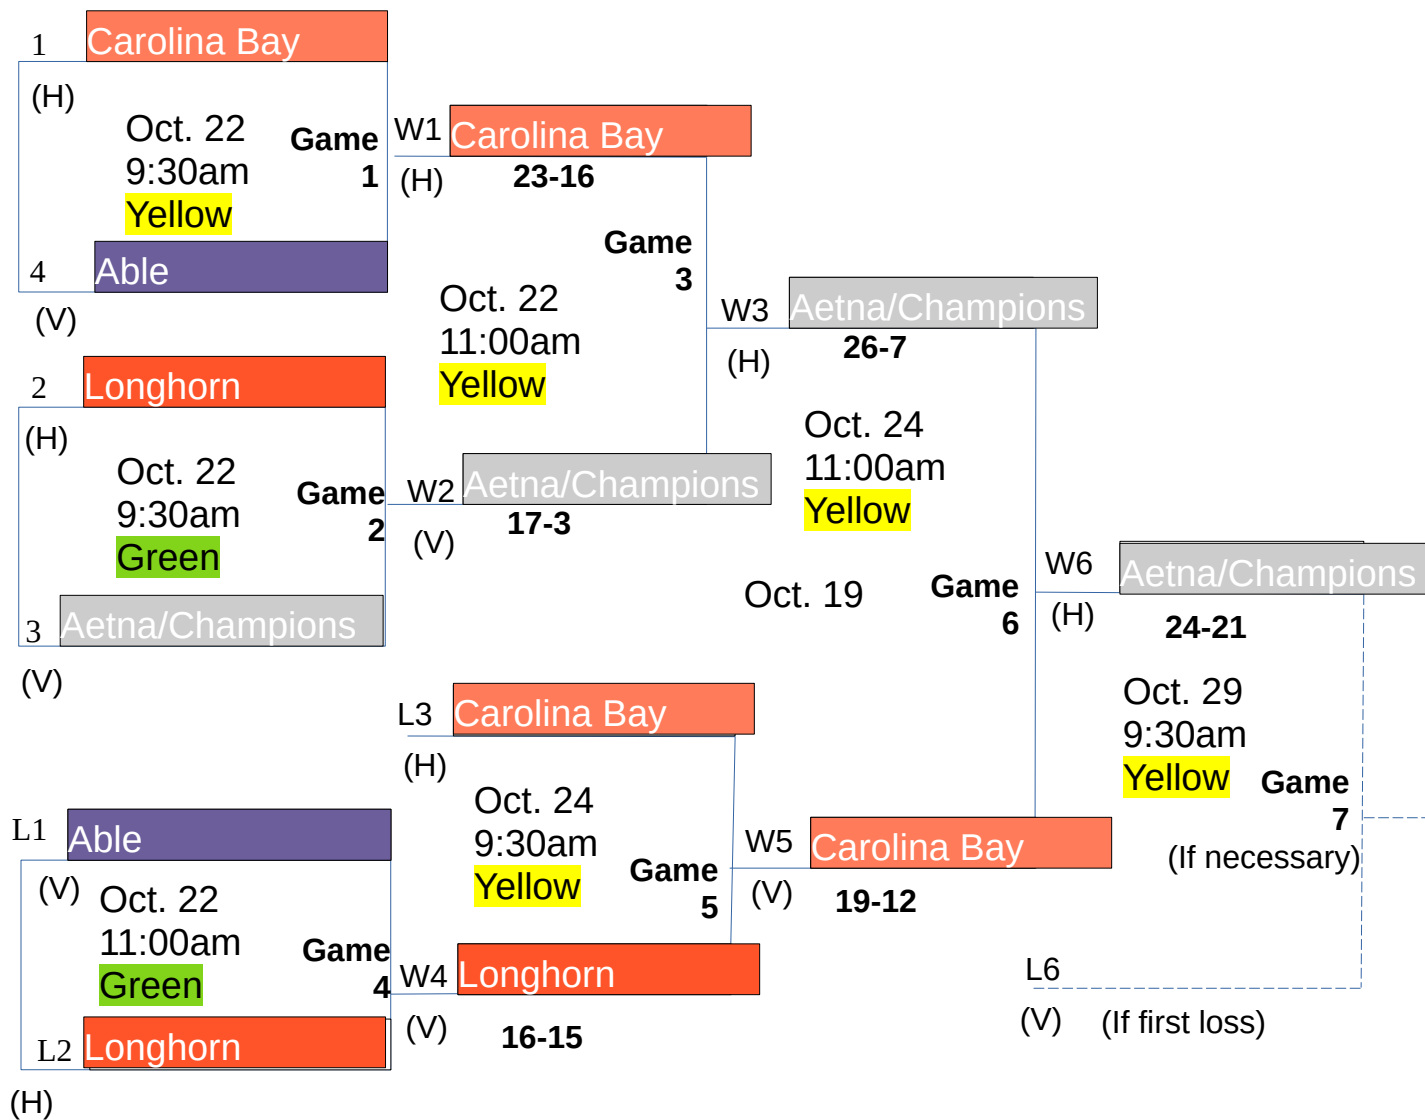 1
Carolina Bay
(H)
Oct. 22
9:30am
Yellow
Game
1
4
Able
(V)
2
Longhorn
(H)
Oct. 22
9:30am
Green
Game
2
3
Aetna/Champions
(V)
W1
Carolina Bay
(H)
23-16
Game
3
Oct. 22
11:00am
Yellow
W2
Aetna/Champions
(V)
17-3
W3
Aetna/Champions
(H)
26-7
Oct. 24
11:00am
Yellow
Oct. 19
Game
6
W6
Aetna/Champions
(H)
24-21
Oct. 29
9:30am
Yellow
Game
7
(If necessary)
L3
Carolina Bay
(H)
Oct. 24
9:30am
Yellow
Game
5
W5
Carolina Bay
(V)
19-12
L1
Able
(V)
Oct. 22
11:00am
Green
Game
4
L2
Longhorn
(H)
W4
Longhorn
(V)
16-15
L6
(V)
(If first loss)